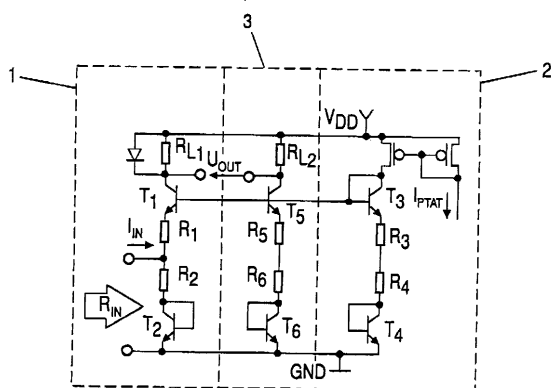 3
1
2
V_DD
R_L1
U_OUT
R_L2
T_1
T_5
T_3
I_PTAT
I_IN
R_1
R_5
R_3
R_2
R_6
R_4
R_IN
T_2
T_6
T_4
GND